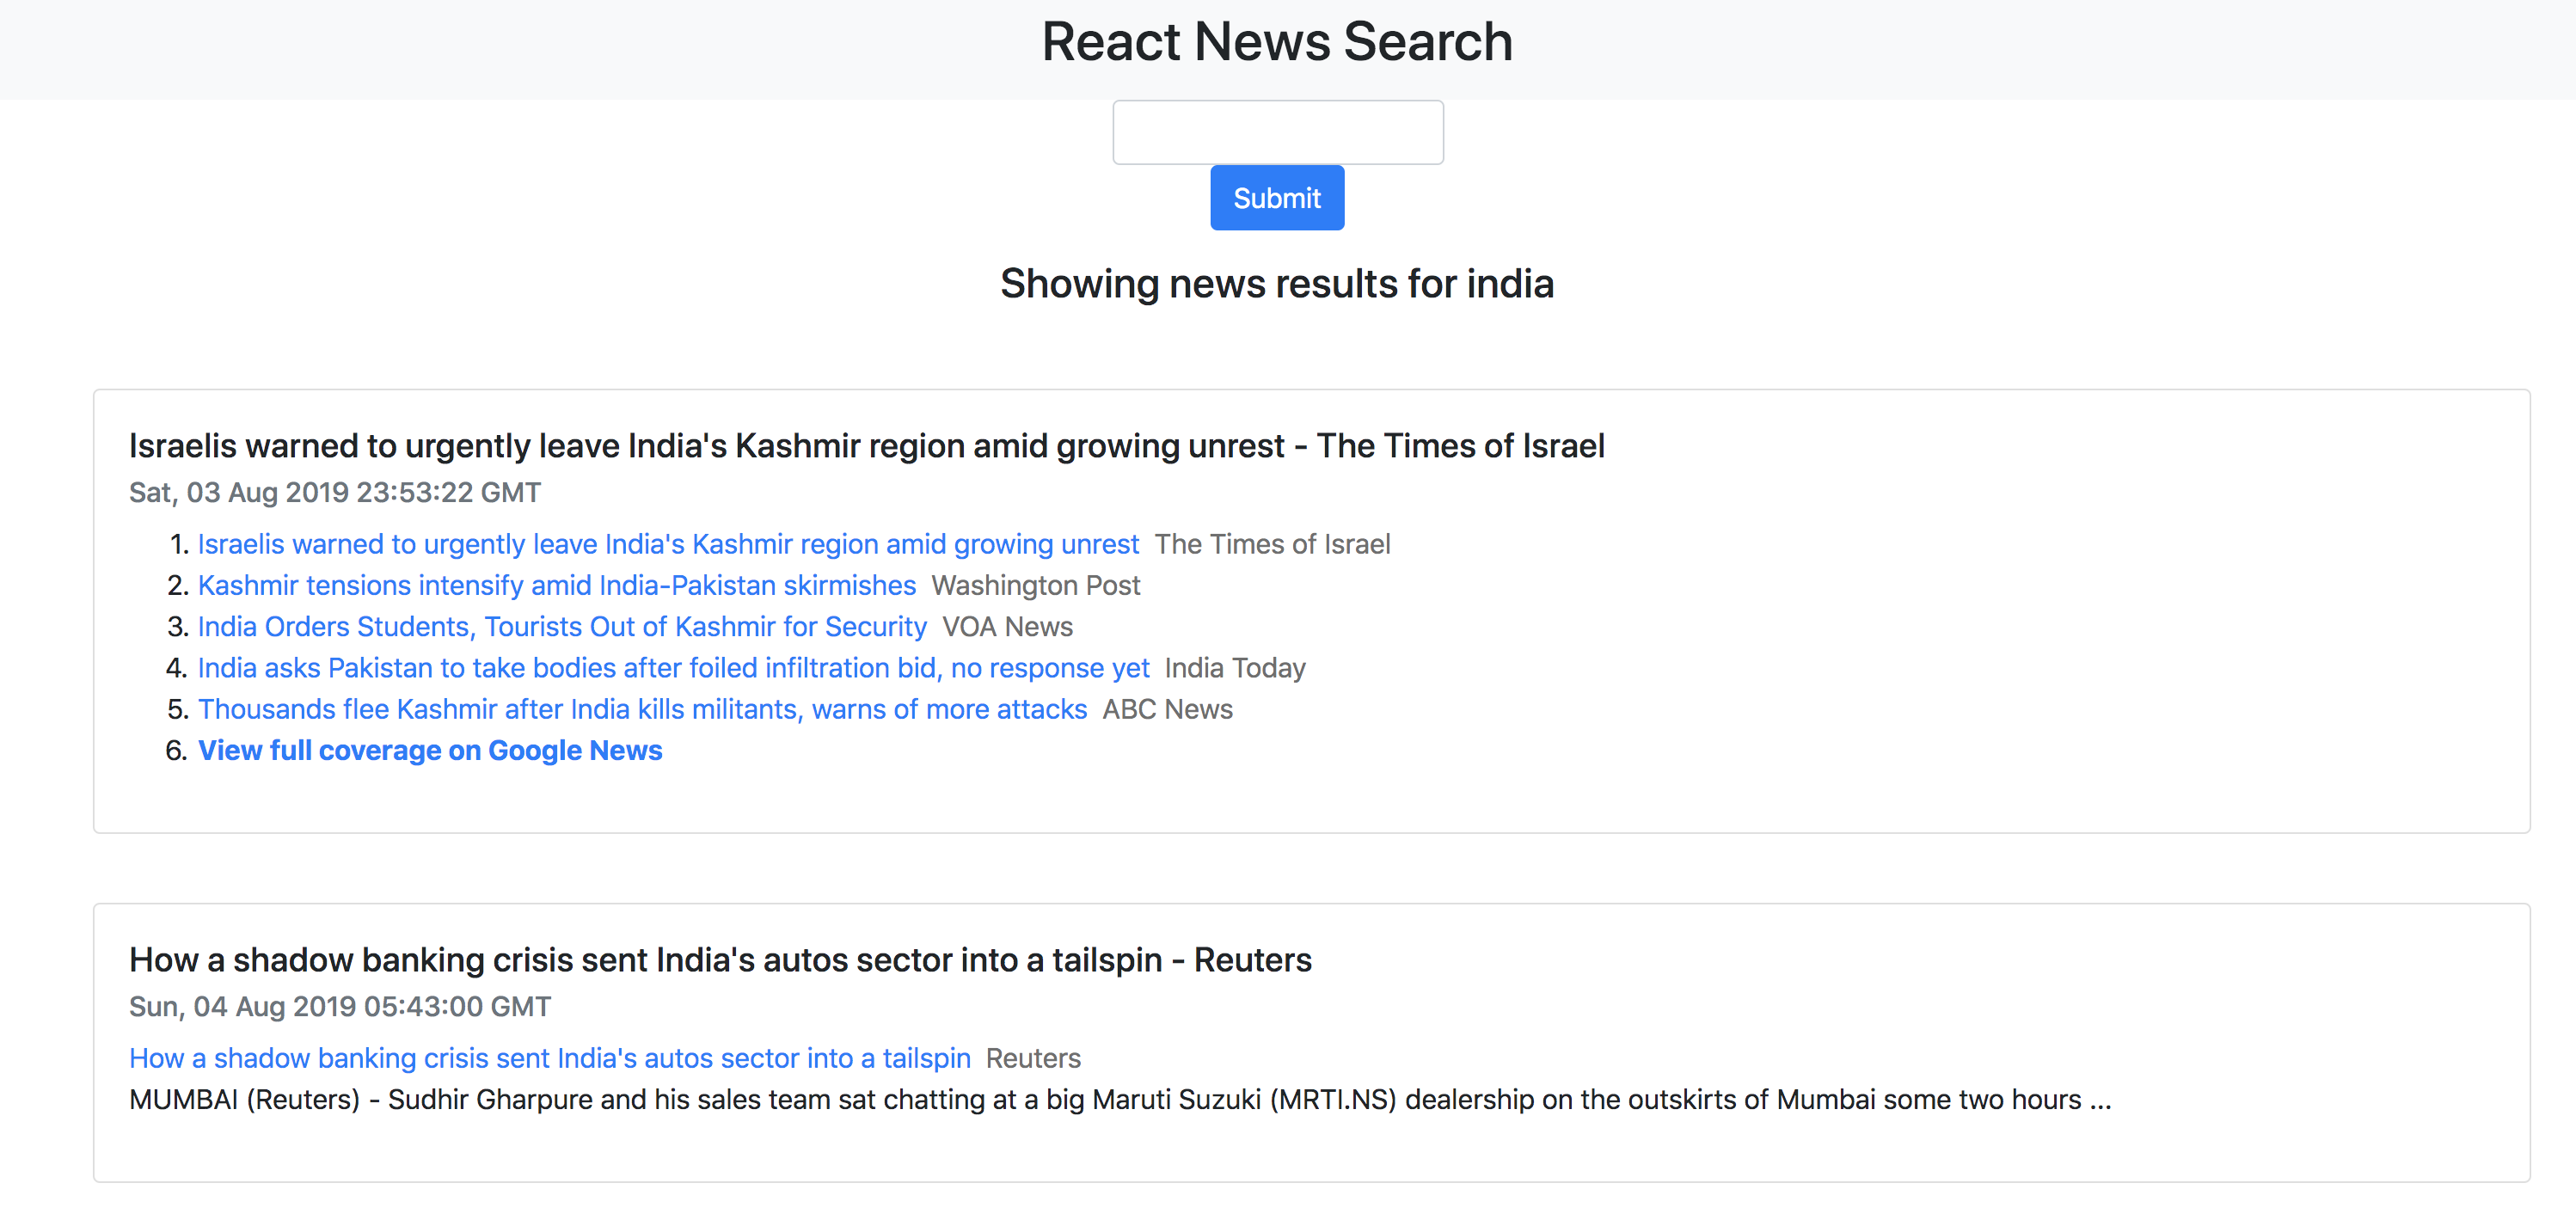 React News Search
Submit
Showing news results for india
Israelis warned to urgently leave India's Kashmir region amid growing unrest - The Times of Israel
Sat, 03 Aug 2019 23:53:22 GMT
1. Israelis warned to urgently leave India's Kashmir region amid growing unrest The Times of Israel
2. Kashmir tensions intensify amid India-Pakistan skirmishes Washington Post
3. India Orders Students, Tourists Out of Kashmir for Security VOA News
4. India asks Pakistan to take bodies after foiled infiltration bid, no response yet India Today
5. Thousands flee Kashmir after India kills militants, warns of more attacks ABC News
6. View full coverage on Google News
How a shadow banking crisis sent India's autos sector into a tailspin - Reuters
Sun, 04 Aug 2019 05:43:00 GMT
How a shadow banking crisis sent India's autos sector into a tailspin Reuters
MUMBAI (Reuters) - Sudhir Gharpure and his sales team sat chatting at a big Maruti Suzuki (MRTI.NS) dealership on the outskirts of Mumbai some two hours ...